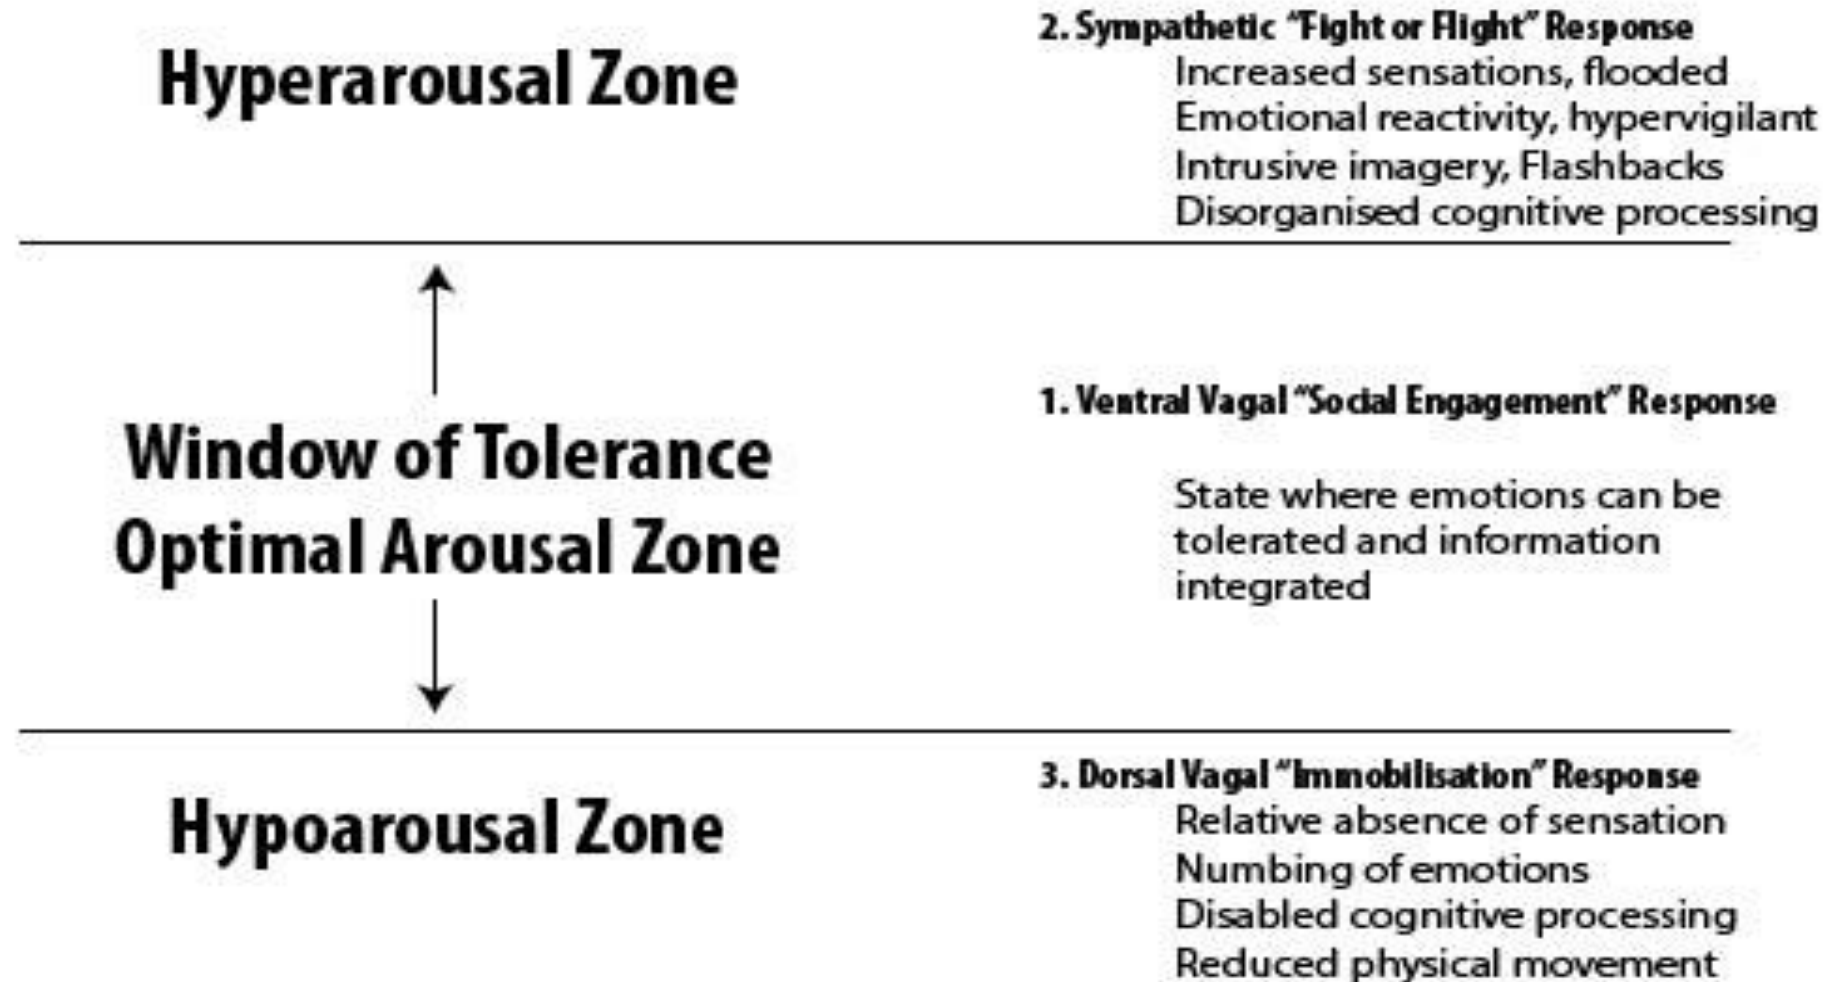 Hyperarousal Zone
2. Sympathetic “Fight or Flight” Response
Increased sensations, flooded
Emotional reactivity, hypervigilant
Intrusive imagery, Flashbacks
Disorganised cognitive processing
Window of Tolerance
Optimal Arousal Zone
1. Ventral Vagal “Social Engagement” Response
State where emotions can be
tolerated and information
integrated
Hypoarousal Zone
3. Dorsal Vagal “Immobilisation” Response
Relative absence of sensation
Numbing of emotions
Disabled cognitive processing
Reduced physical movement